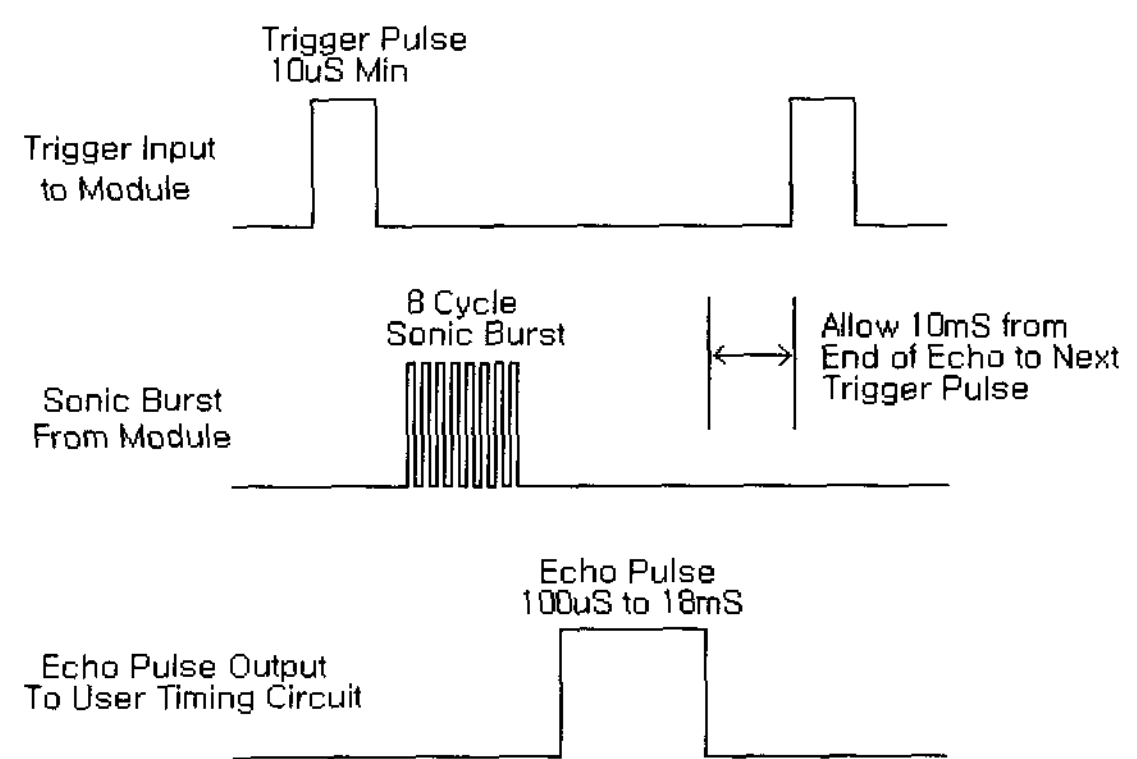 Trigger Pulse
10uS Min
Trigger Input
to Module
8 Cycle
Sonic Burst
Allow 10mS from
End of Echo to Next
Trigger Pulse
Sonic Burst
From Module
Echo Pulse
100uS to 18mS
Echo Pulse Output
To User Timing Circuit